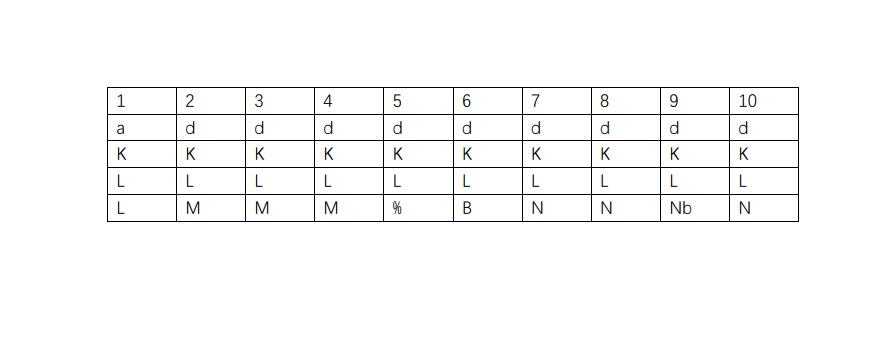 1 2 3 4 5 6 7 8 9 10
a d d d d d d d d d
K K K K K K K K K K
L L L L L L L L L L
L M M M % B N N Nb N